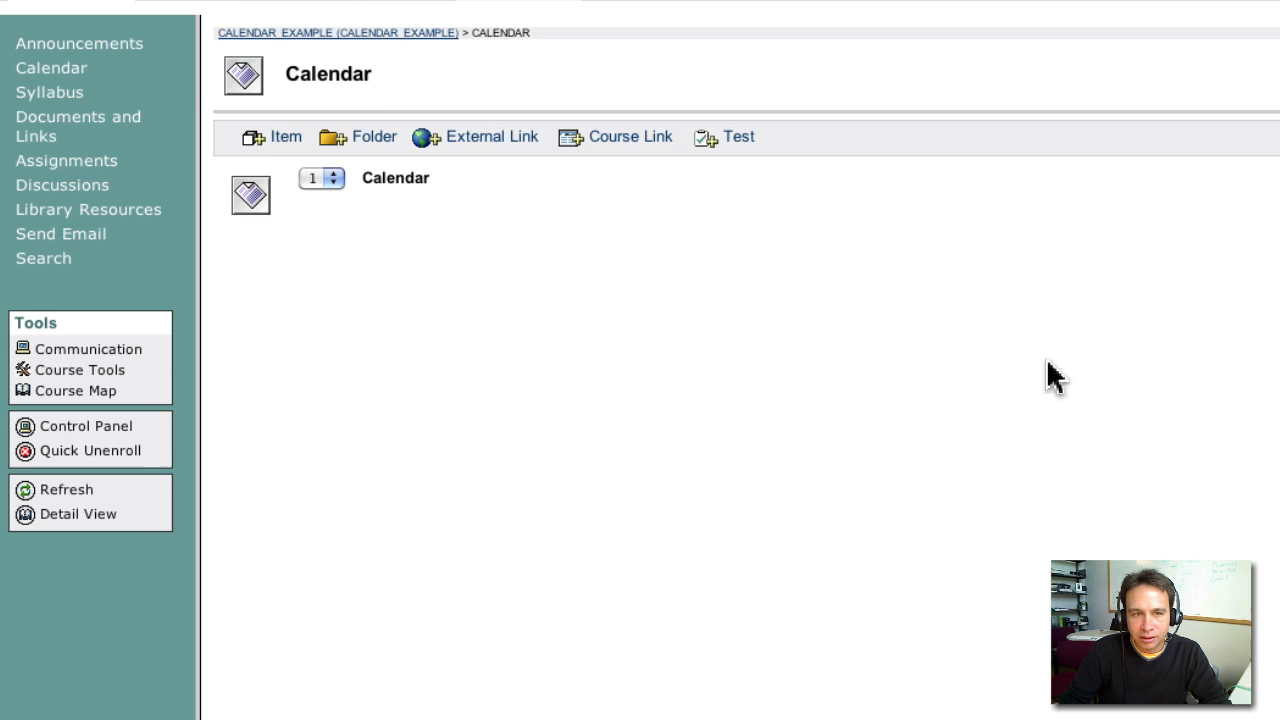 Announcements
Calendar
Syllabus
Documents and
Links
Assignments
Discussions
Library Resources
Send Email
Search
Tools
Communication
Course Tools
Course Map
Control Panel
Quick Unenroll
Refresh
Detail View
CALENDAR_EXAMPLE (CALENDAR_EXAMPLE) > CALENDAR
Calendar
Item Folder External Link Course Link Test
1 Calendar